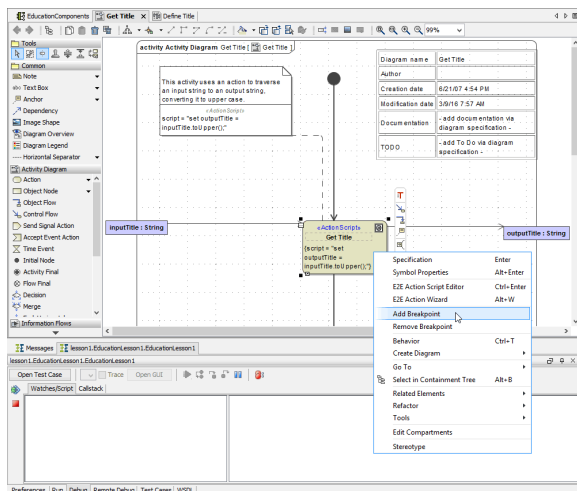 EducationComponents
Get Title
Define Title
99%
Tools
Common
Note
Text Box
Anchor
Dependency
Image Shape
Diagram Overview
Diagram Legend
Horizontal Separator
Activity Diagram
Action
Object Node
Object Flow
Control Flow
Send Signal Action
Accept Event Action
Time Event
Initial Node
Activity Final
Flow Final
Decision
Merge
Information Flows
activity Activity Diagram Get Title [ Get Title ]
This activity uses an action to traverse
an input string to an output string,
converting it to upper case.
«ActionScript»
script = "set outputTitle =
inputTitle.toUpper();"
Diagram name Get Title
Author
Creation date 6/21/07 4:54 PM
Modification date 3/9/16 7:57 AM
Documentation - add documentation via
diagram specification -
TODO - add To Do via diagram
specification -
inputTitle : String
«ActionScript»
Get Title
{script = "set
outputTitle =
inputTitle.toUpper();"}
outputTitle : String
Specification Enter
Symbol Properties Alt+Enter
E2E Action Script Editor Ctrl+Enter
E2E Action Wizard Alt+W
Add Breakpoint
Remove Breakpoint
Behavior Ctrl+T
Create Diagram
Go To
Select in Containment Tree Alt+B
Related Elements
Refactor
Tools
Edit Compartments
Stereotype
Messages
lesson1.EducationLesson1.EducationLesson1
lesson1.EducationLesson1.EducationLesson1
Open Test Case
Trace
Open GUI
Watches/Script
Callstack
Preferences
Run
Debug
Remote Debug
Test Cases
WSDL